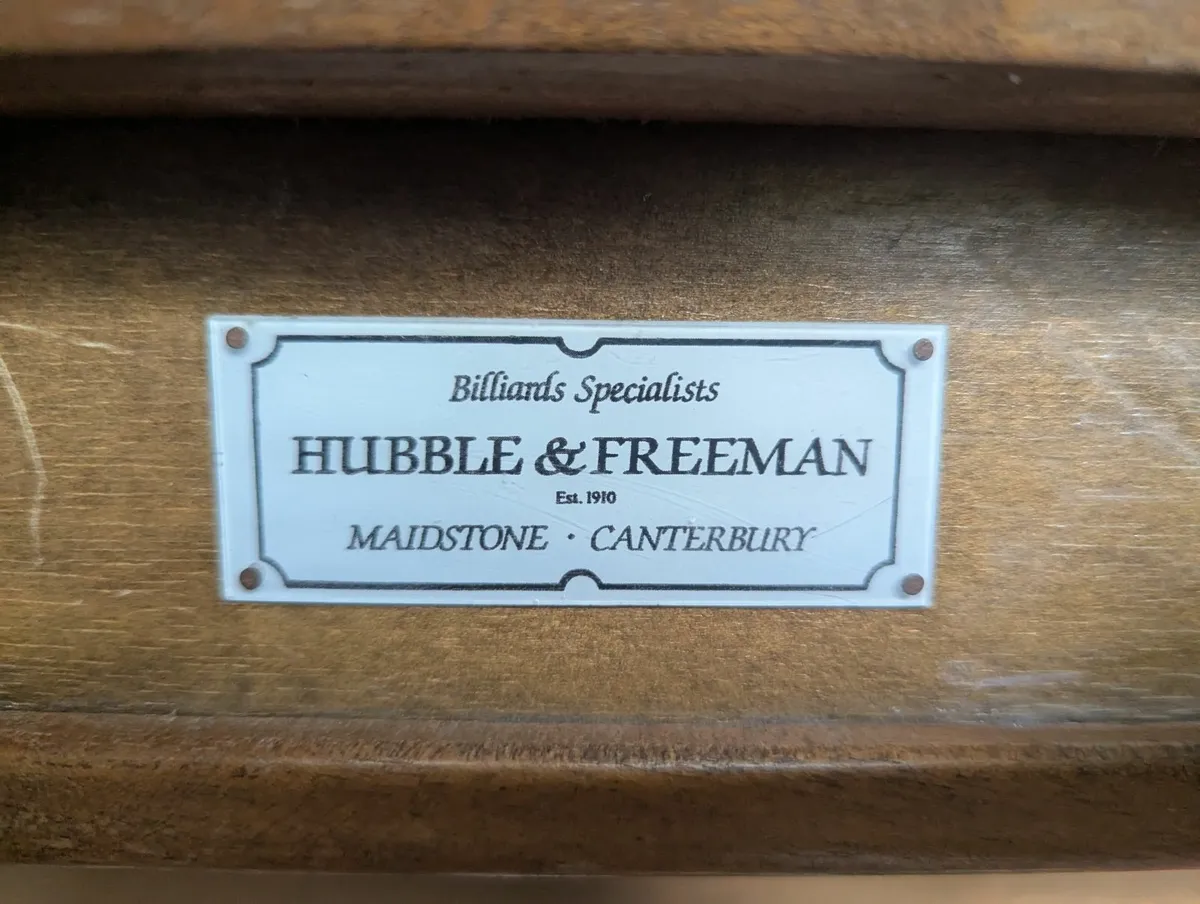 Billiards Specialists
HUBBLE & FREEMAN
Est. 1910
MAIDSTONE · CANTERBURY